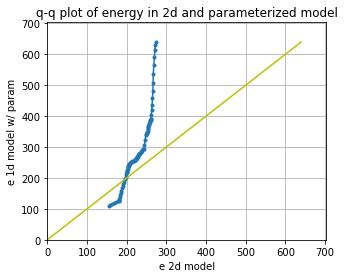 q-q plot of energy in 2d and parameterized model
700
600
500
400
300
200
100
0
e 1d model w/ param
0 100 200 300 400 500 600 700
e 2d model